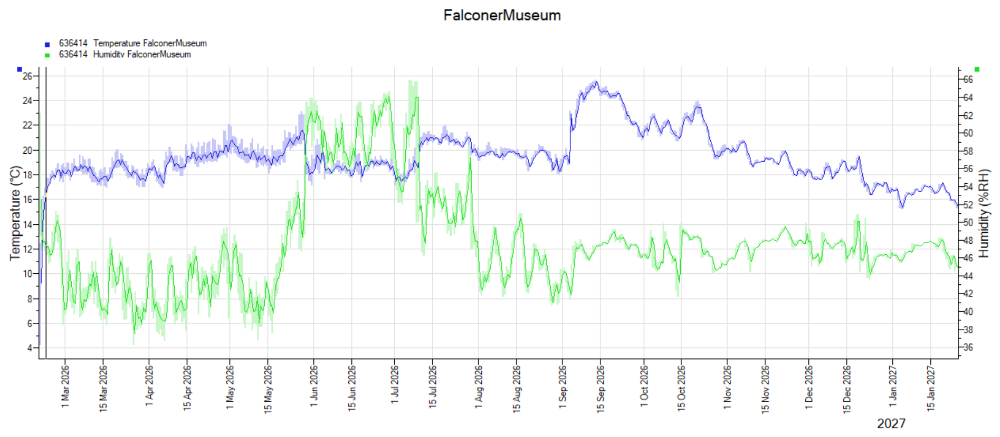 FalconerMuseum
636414 Temperature FalconerMuseum
636414 Humidity FalconerMuseum
26
24
22
20
18
16
14
12
10
8
6
4
Temperature (°C)
66
64
62
60
58
56
54
52
50
48
46
44
42
40
38
36
Humidity (%RH)
1 Mar 2026
15 Mar 2026
1 Apr 2026
15 Apr 2026
1 May 2026
15 May 2026
1 Jun 2026
15 Jun 2026
1 Jul 2026
15 Jul 2026
1 Aug 2026
15 Aug 2026
1 Sep 2026
15 Sep 2026
1 Oct 2026
15 Oct 2026
1 Nov 2026
15 Nov 2026
1 Dec 2026
15 Dec 2026
1 Jan 2027
15 Jan 2027
2027